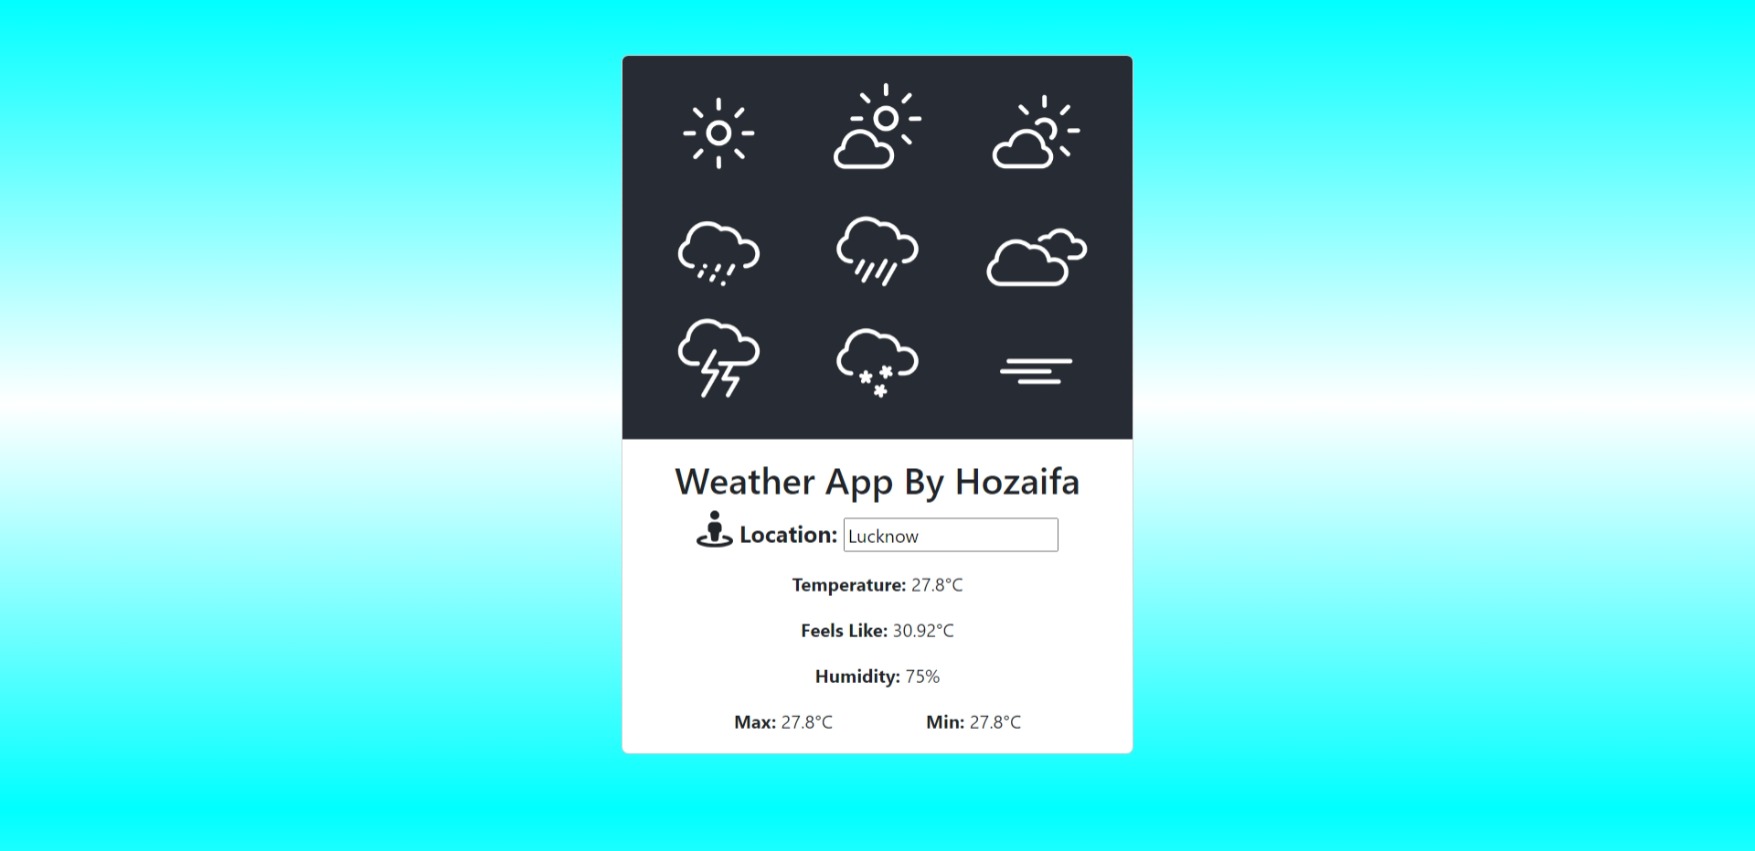 Weather App By Hozaifa
Location: Lucknow
Temperature: 27.8°C
Feels Like: 30.92°C
Humidity: 75%
Max: 27.8°C Min: 27.8°C